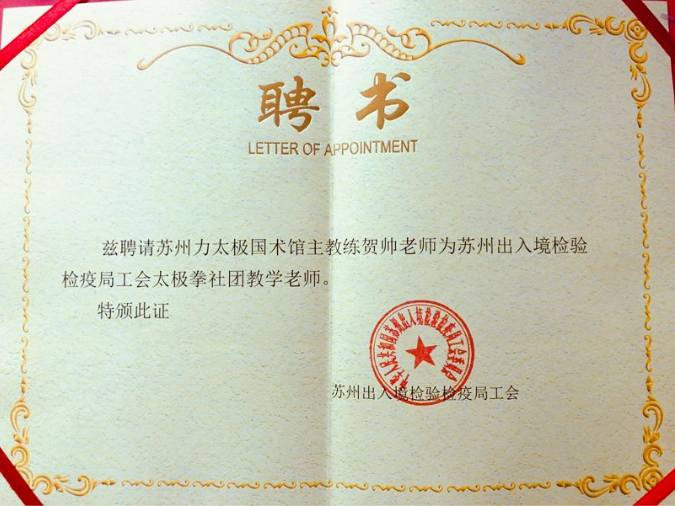 聘书
LETTER OF APPOINTMENT
兹聘请苏州力太极国术馆主教练贺帅老师为苏州出入境检验
检疫局工会太极拳社团教学老师。
特颁此证
苏州出入境检验检疫局工会